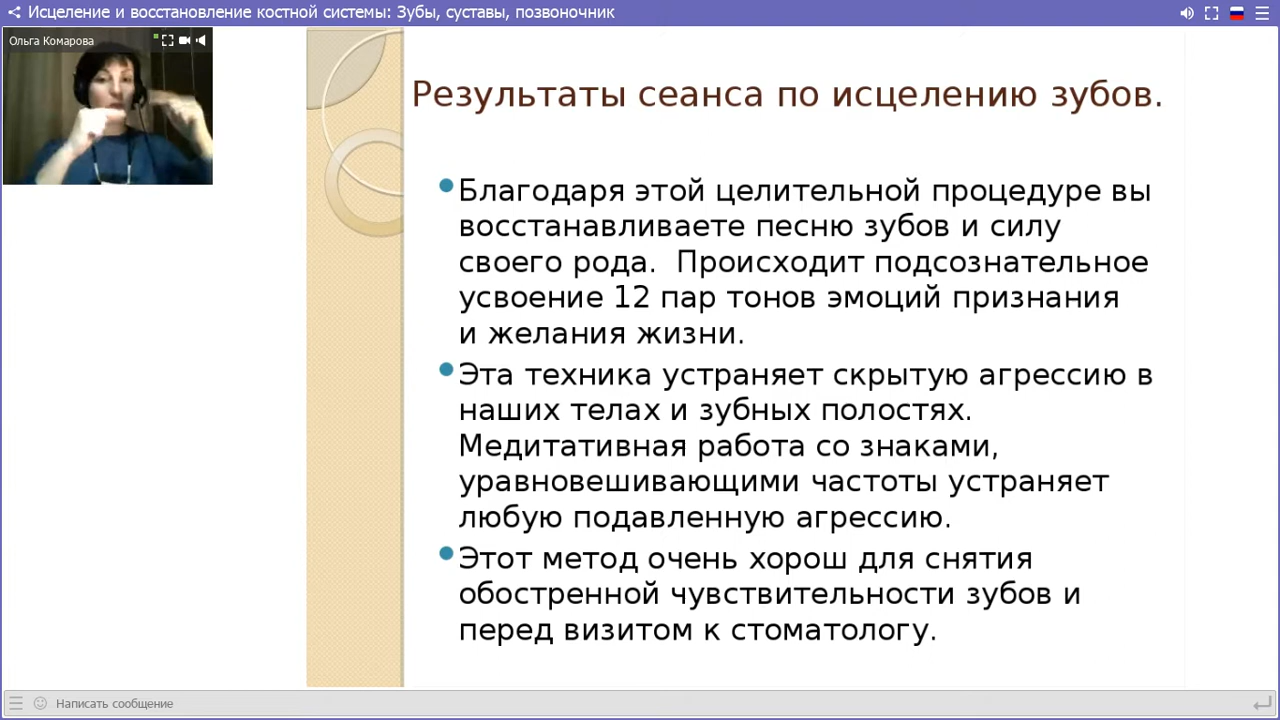 Исцеление и восстановление костной системы: Зубы, суставы, позвоночник
Ольга Комарова
Результаты сеанса по исцелению зубов.
Благодаря этой целительной процедуре вы
восстанавливаете песню зубов и силу
своего рода.  Происходит подсознательное
усвоение 12 пар тонов эмоций признания
и желания жизни.
Эта техника устраняет скрытую агрессию в
наших телах и зубных полостях.
Медитативная работа со знаками,
уравновешивающими частоты устраняет
любую подавленную агрессию.
Этот метод очень хорош для снятия
обостренной чувствительности зубов и
перед визитом к стоматологу.
Написать сообщение